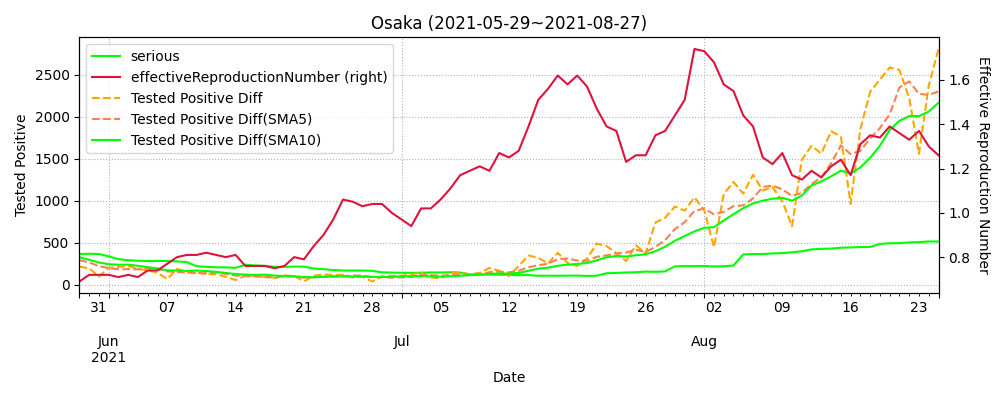 Osaka (2021-05-29~2021-08-27)
serious
effectiveReproductionNumber (right)
Tested Positive Diff
Tested Positive Diff(SMA5)
Tested Positive Diff(SMA10)
Tested Positive
2500
2000
1500
1000
500
0
1.6
1.4
1.2
1.0
0.8
Effective Reproduction Number
31 07 14 21 28 05 12 19 26 02 09 16 23
Jun Jul Aug
2021
Date